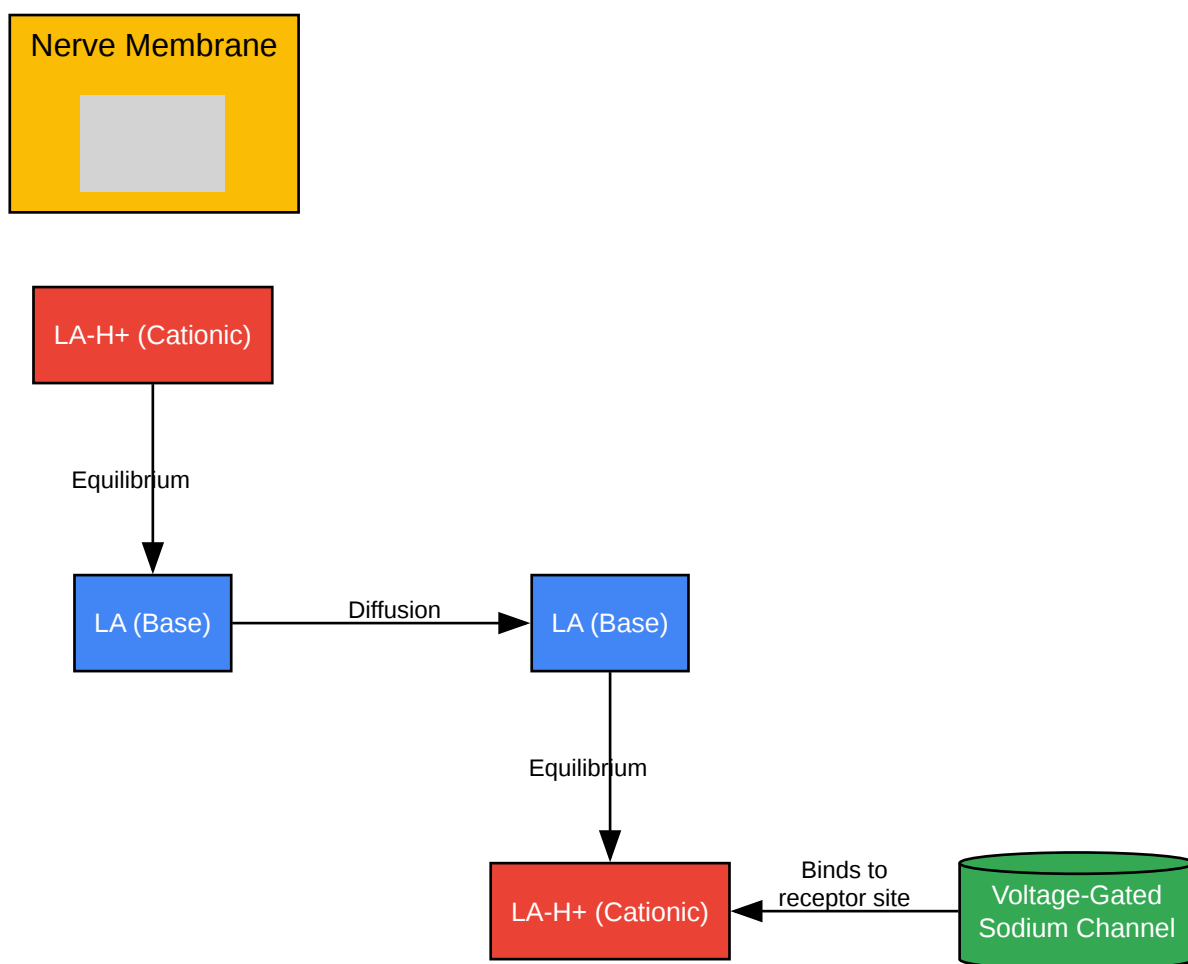 Nerve Membrane
LA-H+ (Cationic)
Equilibrium
LA (Base)
Diffusion
LA (Base)
Equilibrium
LA-H+ (Cationic)
Binds to
receptor site
Voltage-Gated
Sodium Channel